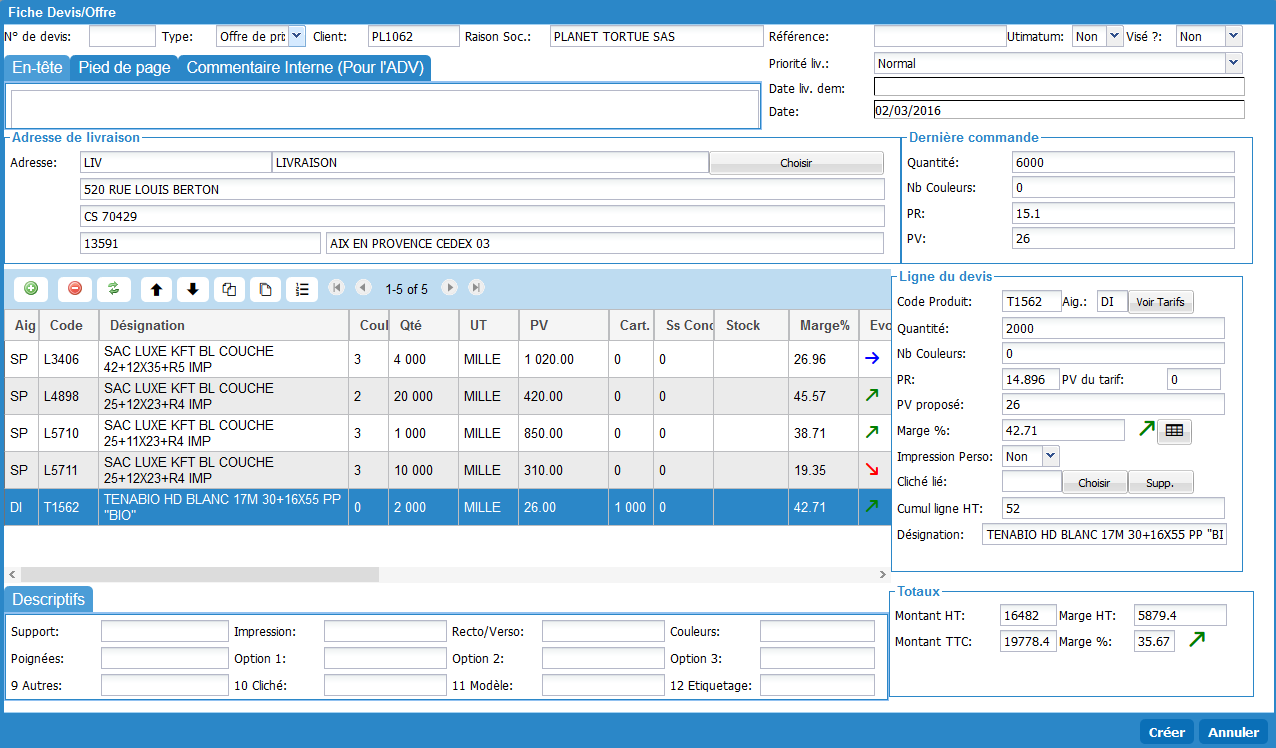 Fiche Devis/Offre
N° de devis: Type: Offre de pri Client: PL1062 Raison Soc.: PLANET TORTUE SAS Référence: Utimatum: Non Visé ?: Non
En-tête Pied de page Commentaire Interne (Pour l'ADV)
Priorité liv.: Normal
Date liv. dem:
Date: 02/03/2016
Adresse de livraison
Adresse: LIV LIVRAISON Choisir
520 RUE LOUIS BERTON
CS 70429
13591 AIX EN PROVENCE CEDEX 03
Dernière commande
Quantité: 6000
Nb Couleurs: 0
PR: 15.1
PV: 26
1-5 of 5
Aig Code Désignation Coul Qté UT PV Cart. Ss Cond Stock Marge% Evo
SP L3406 SAC LUXE KFT BL COUCHE 42+12X35+R5 IMP 3 4 000 MILLE 1 020.00 0 0 26.96
SP L4898 SAC LUXE KFT BL COUCHE 25+12X23+R4 IMP 2 20 000 MILLE 420.00 0 0 45.57
SP L5710 SAC LUXE KFT BL COUCHE 25+11X23+R4 IMP 3 1 000 MILLE 850.00 0 0 38.71
SP L5711 SAC LUXE KFT BL COUCHE 25+12X23+R4 IMP 3 10 000 MILLE 310.00 0 0 19.35
DI T1562 TENABIO HD BLANC 17M 30+16X55 PP "BIO" 0 2 000 MILLE 26.00 1 000 0 42.71
Ligne du devis
Code Produit: T1562 Aig.: DI Voir Tarifs
Quantité: 2000
Nb Couleurs: 0
PR: 14.896 PV du tarif: 0
PV proposé: 26
Marge %: 42.71
Impression Perso: Non
Cliché lié: Choisir Supp.
Cumul ligne HT: 52
Désignation: TENABIO HD BLANC 17M 30+16X55 PP "BI
Descriptifs
Support: Impression: Recto/Verso: Couleurs:
Poignées: Option 1: Option 2: Option 3:
9 Autres: 10 Cliché: 11 Modèle: 12 Etiquetage:
Totaux
Montant HT: 16482 Marge HT: 5879.4
Montant TTC: 19778.4 Marge %: 35.67
Créer Annuler